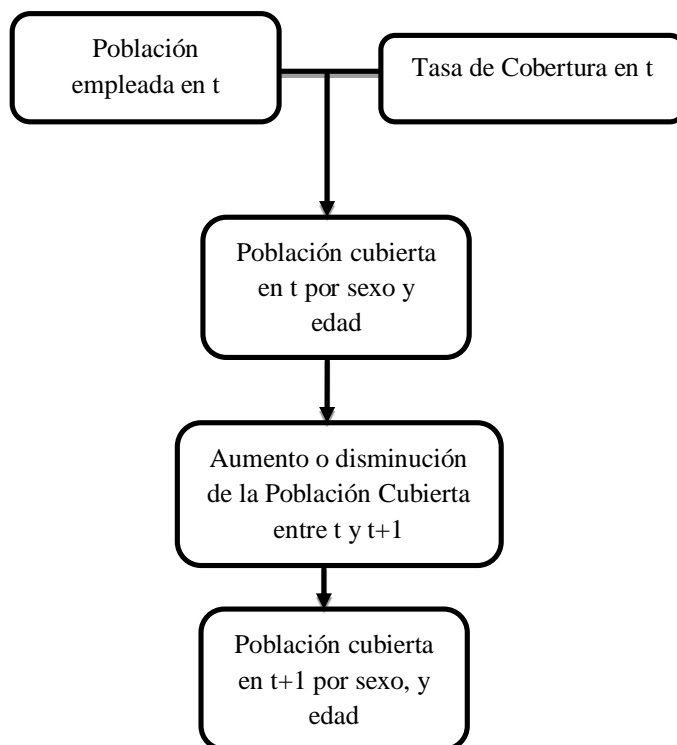 Población
empleada en t
Tasa de Cobertura en t
Población cubierta
en t por sexo y
edad
Aumento o disminución
de la Población Cubierta
entre t y t+1
Población cubierta
en t+1 por sexo, y
edad